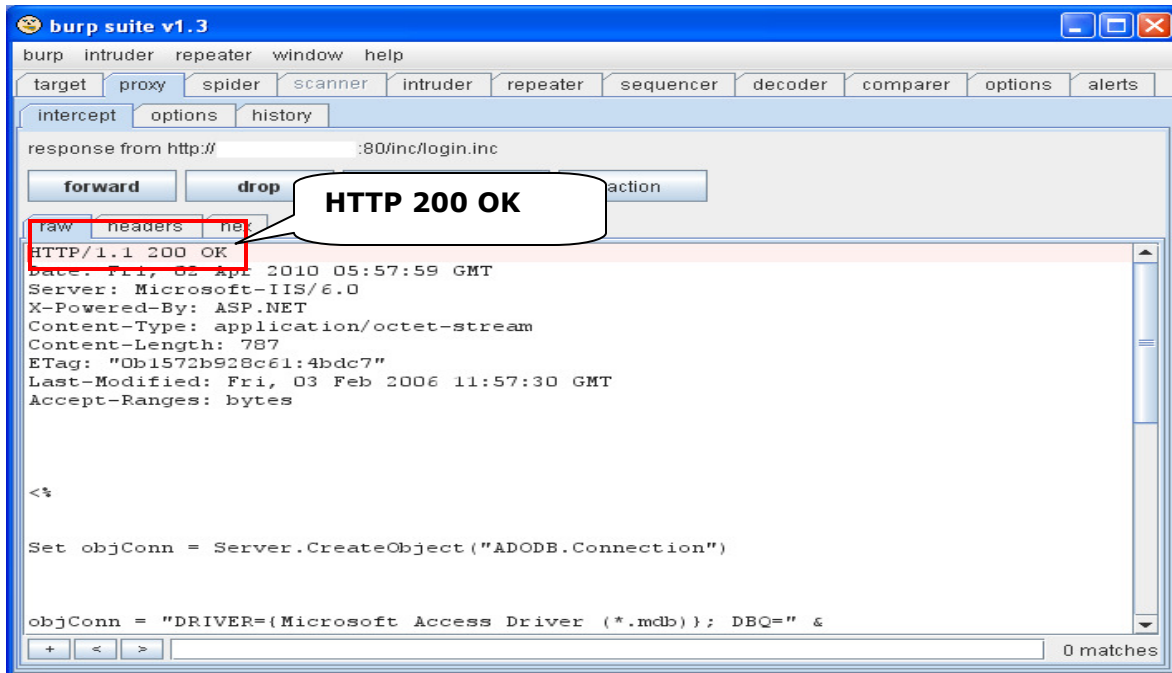 burp suite v1.3
burp intruder repeater window help
target proxy spider scanner intruder repeater sequencer decoder comparer options alerts
intercept options history
response from http:// :80/inc/login.inc
forward drop action
HTTP 200 OK
raw headers hex
HTTP/1.1 200 OK
Date: Fri, 02 Apr 2010 05:57:59 GMT
Server: Microsoft-IIS/6.0
X-Powered-By: ASP.NET
Content-Type: application/octet-stream
Content-Length: 787
ETag: "0b1572b928c61:4bdc7"
Last-Modified: Fri, 03 Feb 2006 11:57:30 GMT
Accept-Ranges: bytes
<%
Set objConn = Server.CreateObject("ADODB.Connection")
objConn = "DRIVER={Microsoft Access Driver (*.mdb)}; DBQ=" &
+ < > 0 matches